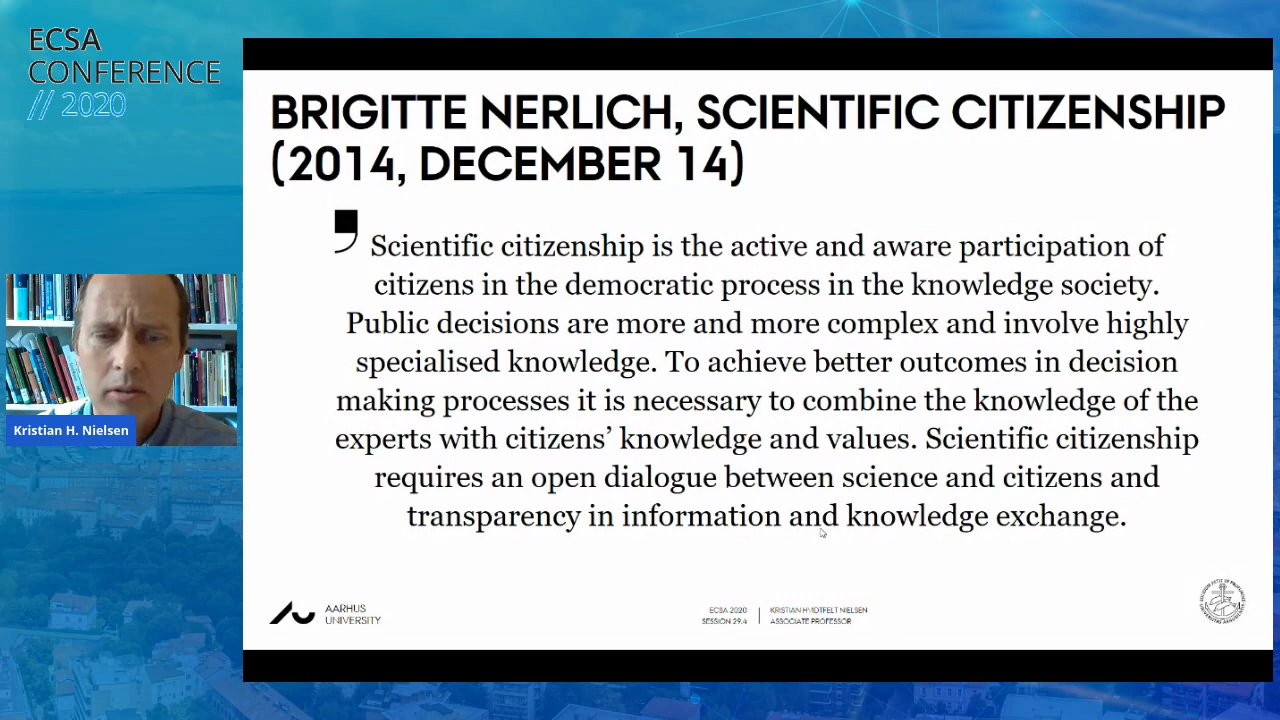 ECSA
CONFERENCE
// 2020
BRIGITTE NERLICH, SCIENTIFIC CITIZENSHIP
(2014, DECEMBER 14)
Scientific citizenship is the active and aware participation of
citizens in the democratic process in the knowledge society.
Public decisions are more and more complex and involve highly
specialised knowledge. To achieve better outcomes in decision
making processes it is necessary to combine the knowledge of the
experts with citizens’ knowledge and values. Scientific citizenship
requires an open dialogue between science and citizens and
transparency in information and knowledge exchange.
Kristian H. Nielsen
AARHUS
UNIVERSITY
ECSA 2020
SESSION 29.4
KRISTIAN HVIDTFELT NIELSEN
ASSOCIATE PROFESSOR